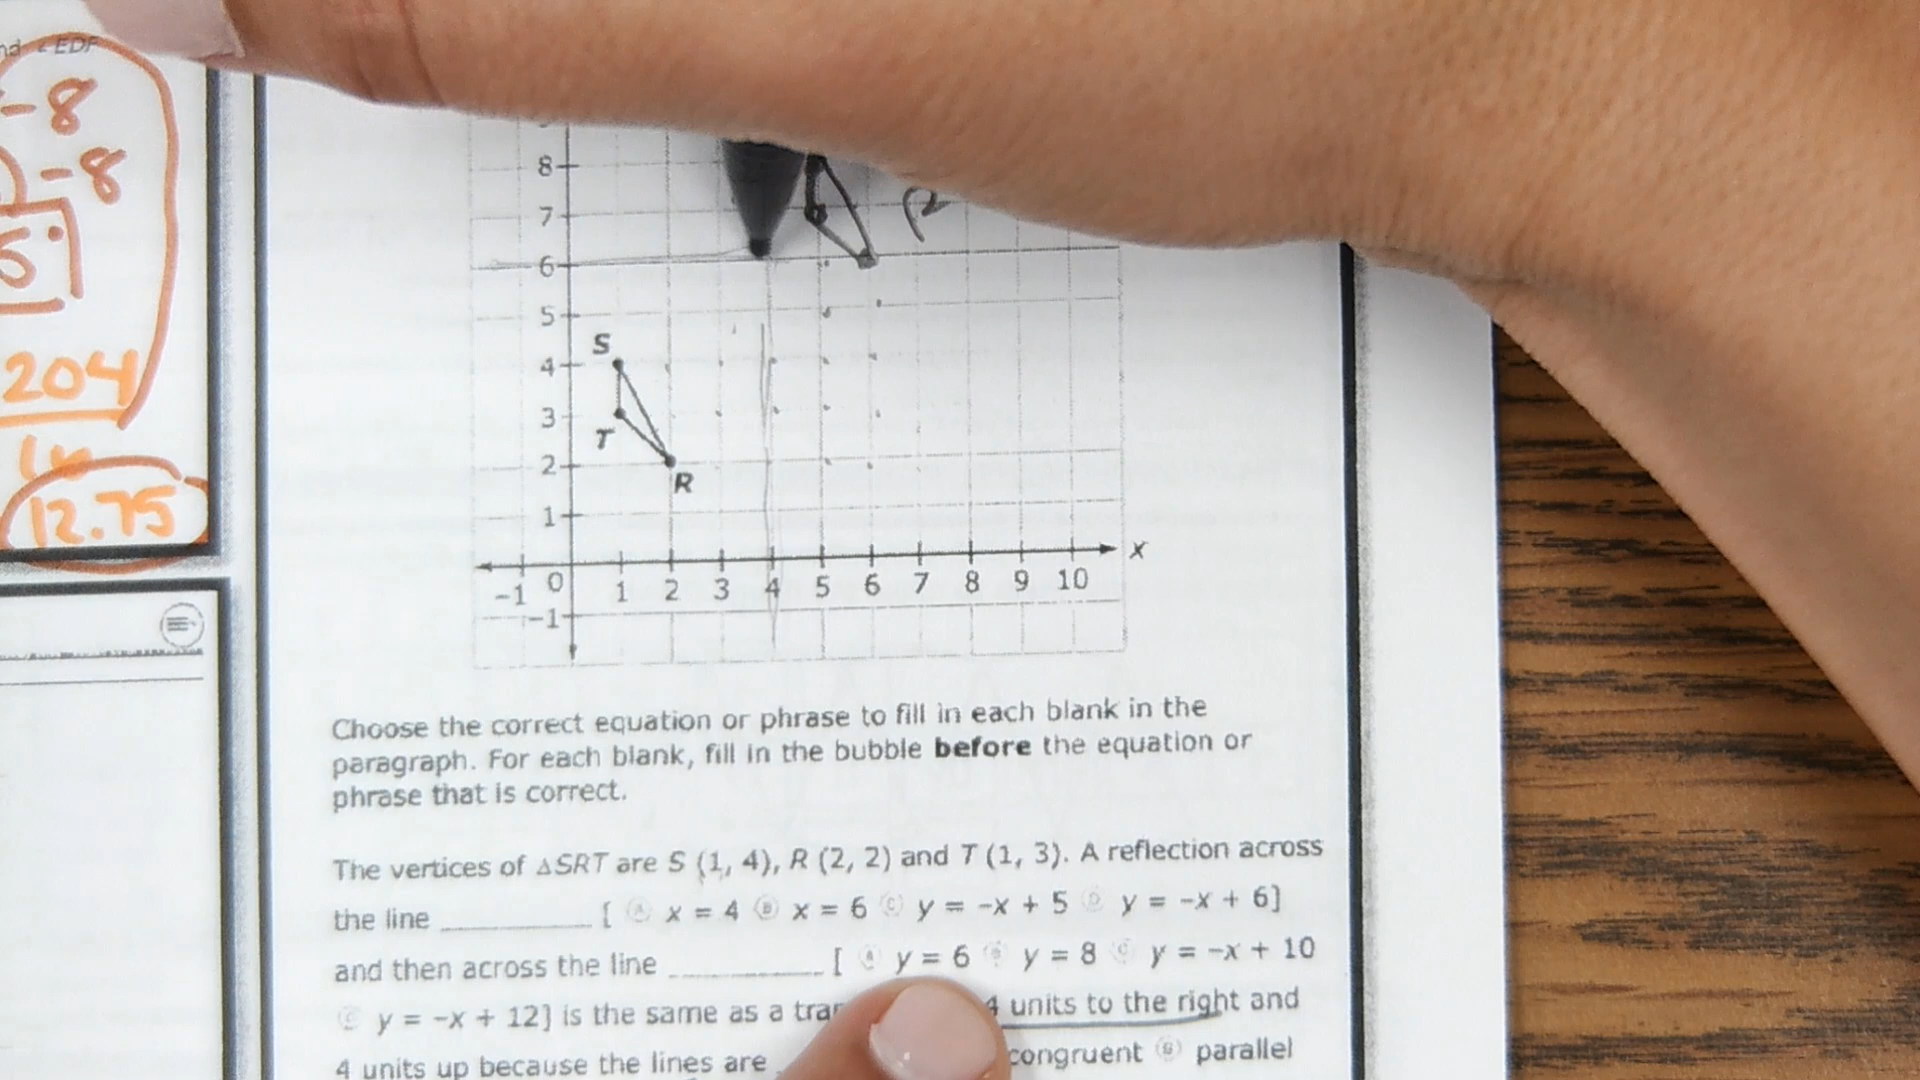 ∠EDF
-8
-8
5
204
12.75
8
7
6
5
4
3
2
1
-1
S
T
R
-1 0 1 2 3 4 5 6 7 8 9 10 x
Choose the correct equation or phrase to fill in each blank in the
paragraph. For each blank, fill in the bubble before the equation or
phrase that is correct.
The vertices of △SRT are S (1, 4), R (2, 2) and T (1, 3). A reflection across
the line ____________ [ Ⓐ x = 4 Ⓑ x = 6 Ⓒ y = -x + 5 Ⓓ y = -x + 6]
and then across the line ____________ [ Ⓐ y = 6 Ⓑ y = 8 Ⓒ y = -x + 10
y = -x + 12] is the same as a 4 units to the right and
4 units up because the lines are congruent Ⓑ parallel